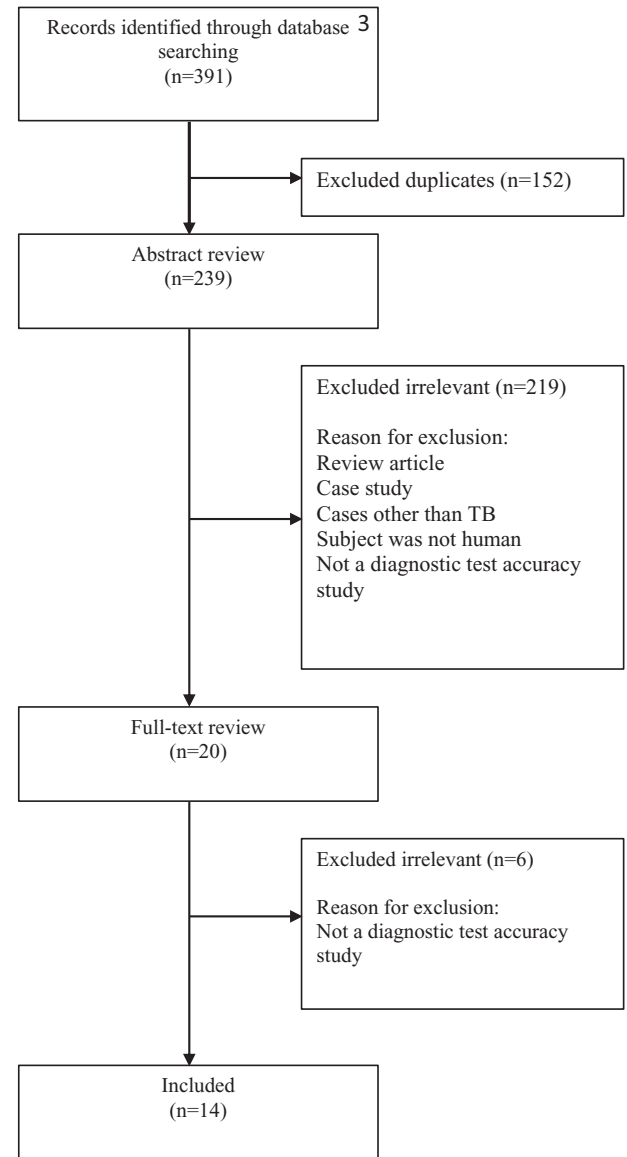 Records identified through database 3
searching
(n=391)
Excluded duplicates (n=152)
Abstract review
(n=239)
Excluded irrelevant (n=219)
Reason for exclusion:
Review article
Case study
Cases other than TB
Subject was not human
Not a diagnostic test accuracy
study
Full-text review
(n=20)
Excluded irrelevant (n=6)
Reason for exclusion:
Not a diagnostic test accuracy
study
Included
(n=14)